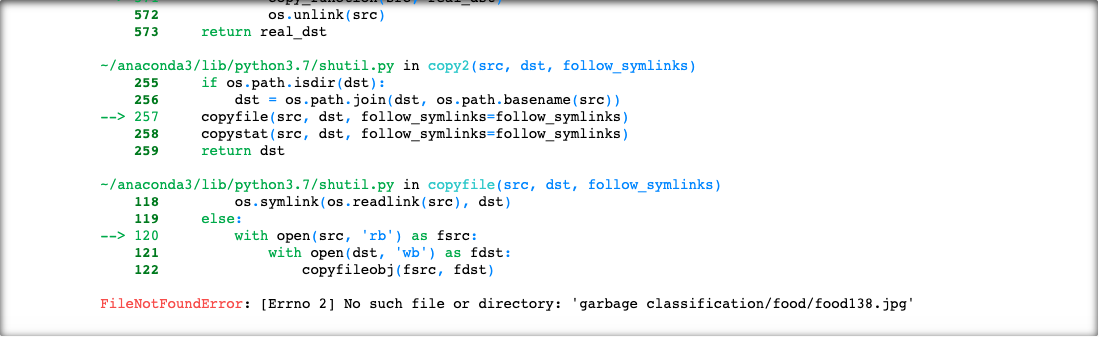 572 os.unlink(src)
573 return real_dst
~/anaconda3/lib/python3.7/shutil.py in copy2(src, dst, follow_symlinks)
255 if os.path.isdir(dst):
256 dst = os.path.join(dst, os.path.basename(src))
--> 257 copyfile(src, dst, follow_symlinks=follow_symlinks)
258 copystat(src, dst, follow_symlinks=follow_symlinks)
259 return dst
~/anaconda3/lib/python3.7/shutil.py in copyfile(src, dst, follow_symlinks)
118 os.symlink(os.readlink(src), dst)
119 else:
--> 120 with open(src, 'rb') as fsrc:
121 with open(dst, 'wb') as fdst:
122 copyfileobj(fsrc, fdst)
FileNotFoundError: [Errno 2] No such file or directory: 'garbage classification/food/food138.jpg'